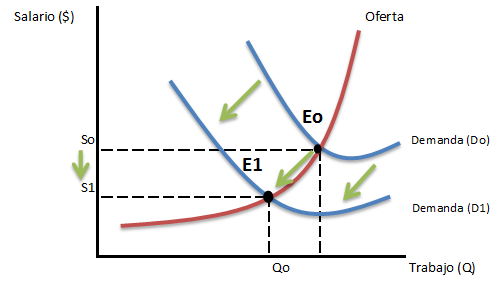 Salario ($)
Oferta
Eo
So
Demanda (Do)
E1
S1
Demanda (D1)
Qo
Trabajo (Q)